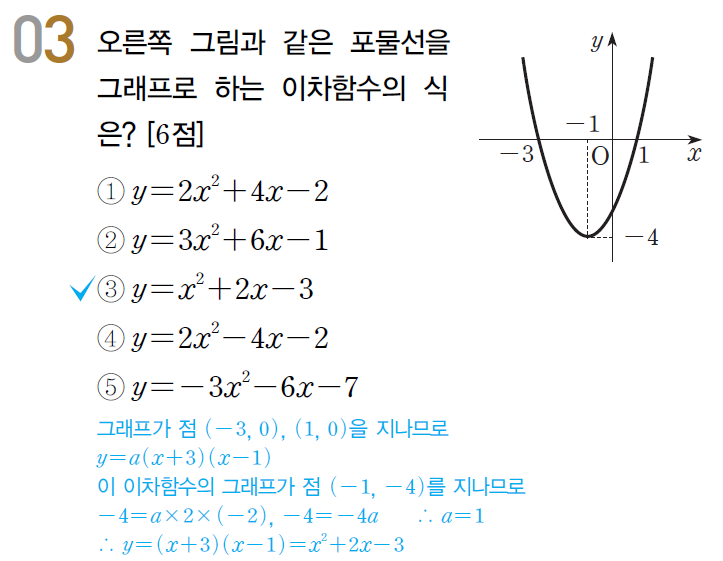 03
오른쪽 그림과 같은 포물선을
그래프로 하는 이차함수의 식
은? [6점]
① y=2x²+4x-2
② y=3x²+6x-1
③ y=x²+2x-3
④ y=2x²-4x-2
⑤ y=-3x²-6x-7
그래프가 점 (-3, 0), (1, 0)을 지나므로
y=a(x+3)(x-1)
이 이차함수의 그래프가 점 (-1, -4)를 지나므로
-4=a×2×(-2), -4=-4a ∴ a=1
∴ y=(x+3)(x-1)=x²+2x-3
y
-1
-3 O 1 x
-4